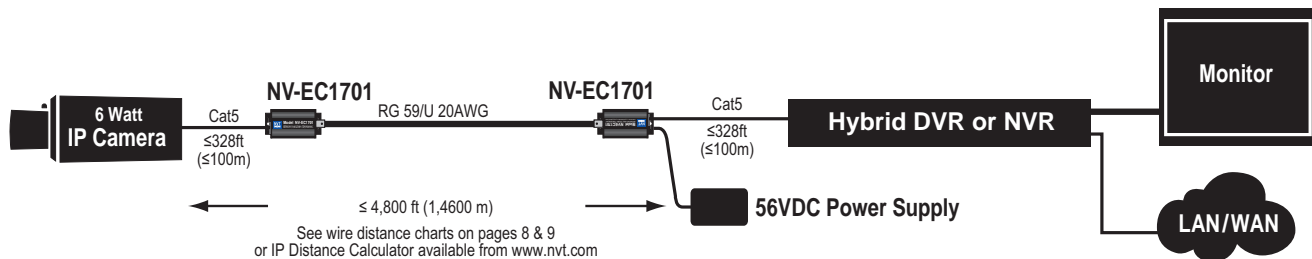 NV-EC1701
NV-EC1701
6 Watt
IP Camera
Cat5
≤328ft
(≤100m)
RG 59/U 20AWG
Cat5
≤328ft
(≤100m)
Hybrid DVR or NVR
Monitor
≤ 4,800 ft (1,4600 m)
See wire distance charts on pages 8 & 9
or IP Distance Calculator available from www.nvt.com
56VDC Power Supply
LAN/WAN